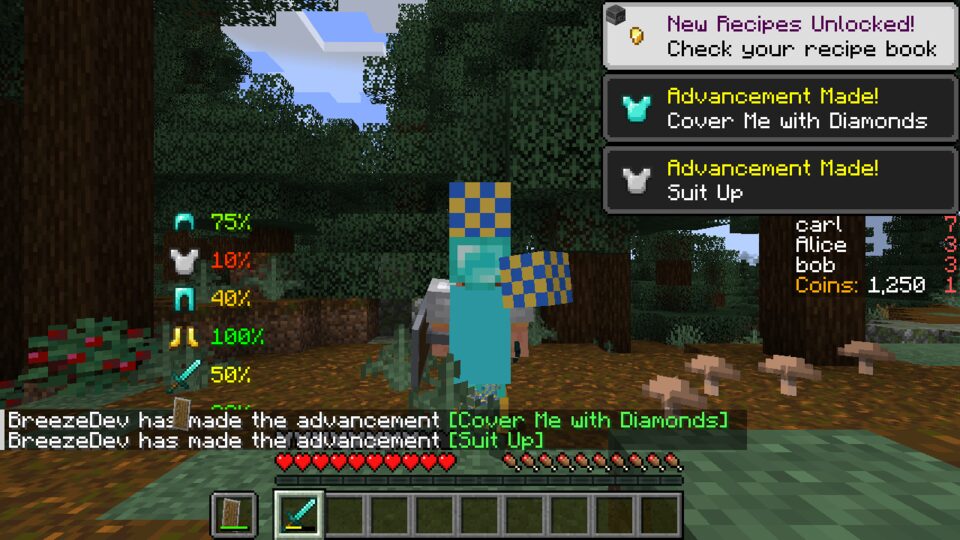 New Recipes Unlocked!
Check your recipe book
Advancement Made!
Cover Me with Diamonds
Advancement Made!
Suit Up
carl 7
Alice 3
bob 3
Coins: 1,250 1
75%
10%
40%
100%
50%
BreezeDev has made the advancement [Cover Me with Diamonds]
BreezeDev has made the advancement [Suit Up]